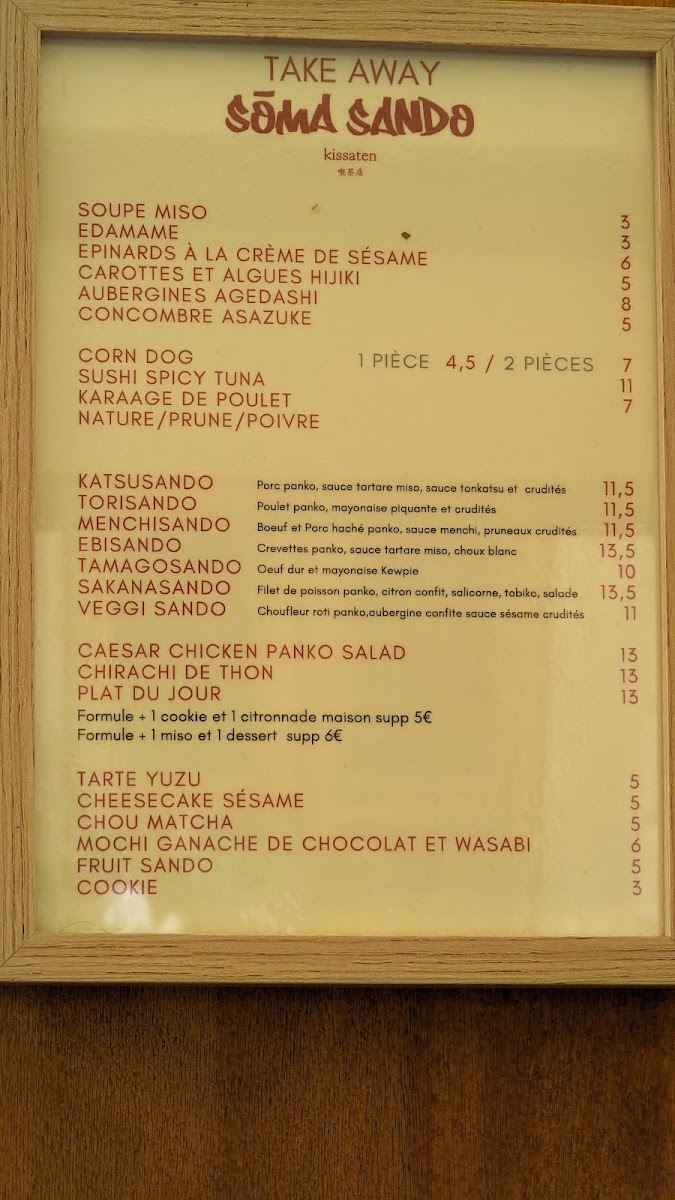 TAKE AWAY
SŌMA SANDO
kissaten
喫茶店
SOUPE MISO 3
EDAMAME 3
EPINARDS À LA CRÈME DE SÉSAME 6
CAROTTES ET ALGUES HIJIKI 5
AUBERGINES AGEDASHI 8
CONCOMBRE ASAZUKE 5
CORN DOG 1 PIÈCE 4,5 / 2 PIÈCES 7
SUSHI SPICY TUNA 11
KARAAGE DE POULET 7
NATURE/PRUNE/POIVRE
KATSUSANDO Porc panko, sauce tartare miso, sauce tonkatsu et crudités 11,5
TORISANDO Poulet panko, mayonaise piquante et crudités 11,5
MENCHISANDO Boeuf et Porc haché panko, sauce menchi, pruneaux crudités 11,5
EBISANDO Crevettes panko, sauce tartare miso, choux blanc 13,5
TAMAGOSANDO Oeuf dur et mayonaise Kewpie 10
SAKANASANDO Filet de poisson panko, citron confit, salicorne, tobiko, salade 13,5
VEGGI SANDO Choufleur roti panko,aubergine confite sauce sésame crudités 11
CAESAR CHICKEN PANKO SALAD 13
CHIRACHI DE THON 13
PLAT DU JOUR 13
Formule + 1 cookie et 1 citronnade maison supp 5€
Formule + 1 miso et 1 dessert supp 6€
TARTE YUZU 5
CHEESECAKE SÉSAME 5
CHOU MATCHA 5
MOCHI GANACHE DE CHOCOLAT ET WASABI 6
FRUIT SANDO 5
COOKIE 3